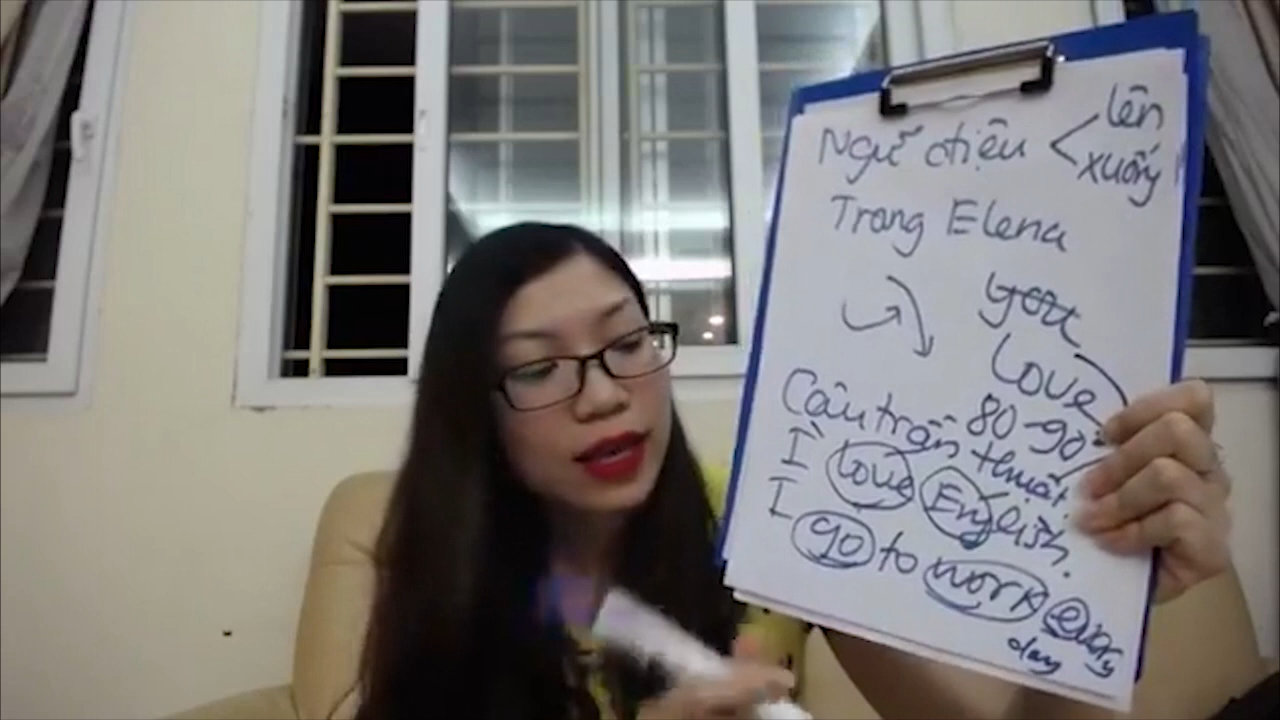 Ngữ điệu < lên
xuống
Trang Elena
you
Love
80-90%
Câu trần thuật
I love English.
I go to work every
day